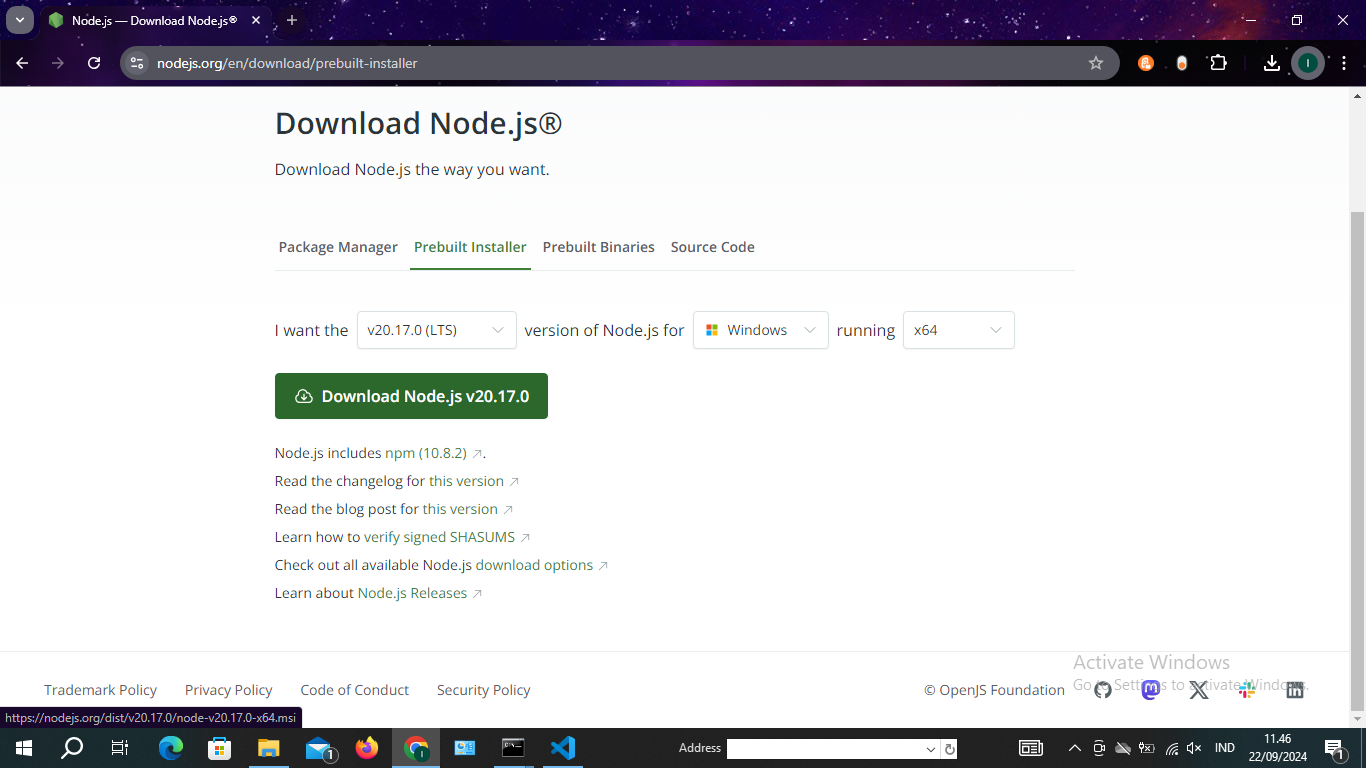 Node.js — Download Node.js®
nodejs.org/en/download/prebuilt-installer
I
Download Node.js®
Download Node.js the way you want.
Package Manager Prebuilt Installer Prebuilt Binaries Source Code
I want the v20.17.0 (LTS) version of Node.js for Windows running x64
Download Node.js v20.17.0
Node.js includes npm (10.8.2).
Read the changelog for this version
Read the blog post for this version
Learn how to verify signed SHASUMS
Check out all available Node.js download options
Learn about Node.js Releases
Activate Windows
Go to Settings to activate Windows.
Trademark Policy Privacy Policy Code of Conduct Security Policy © OpenJS Foundation
https://nodejs.org/dist/v20.17.0/node-v20.17.0-x64.msi
1 I Address IND 11.46
22/09/2024 1